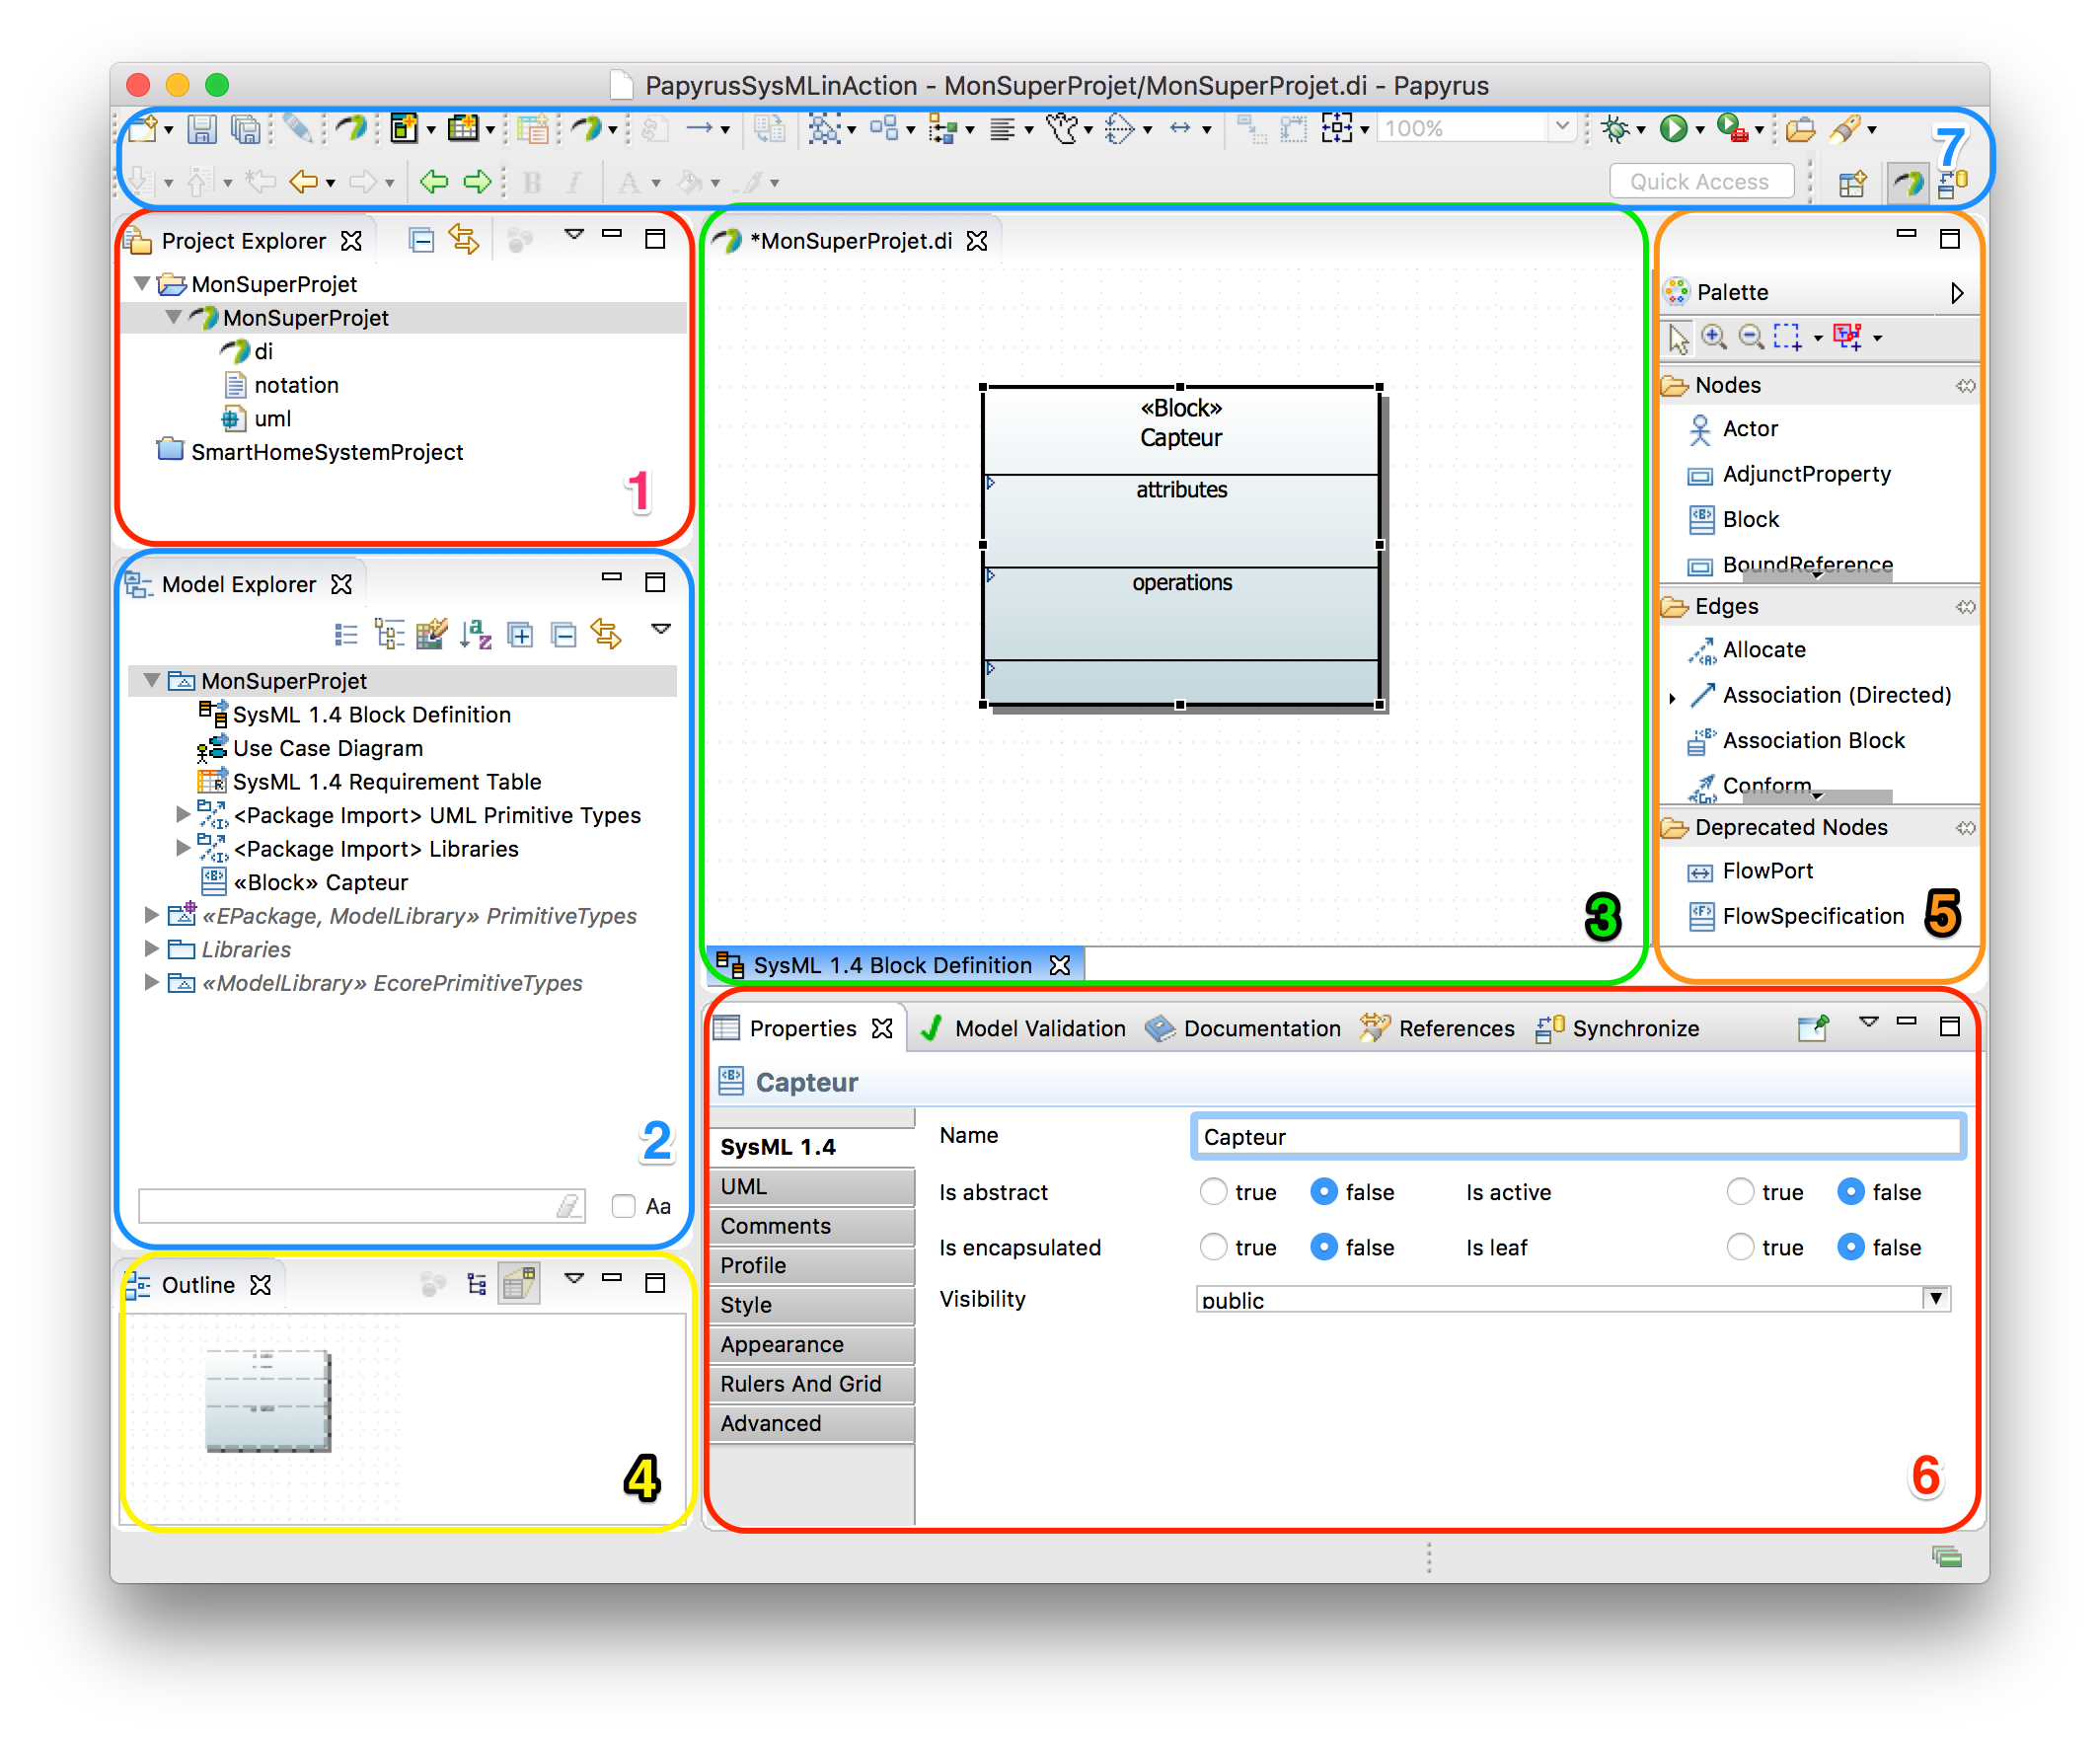 PapyrusSysMLinAction - MonSuperProjet/MonSuperProjet.di - Papyrus
100%
7
B I A
Quick Access
Project Explorer
MonSuperProjet
MonSuperProjet
di
notation
uml
SmartHomeSystemProject
1
Model Explorer
MonSuperProjet
SysML 1.4 Block Definition
Use Case Diagram
SysML 1.4 Requirement Table
<Package Import> UML Primitive Types
<Package Import> Libraries
«Block» Capteur
«EPackage, ModelLibrary» PrimitiveTypes
Libraries
«ModelLibrary» EcorePrimitiveTypes
2
Aa
Outline
4
*MonSuperProjet.di
«Block»
Capteur
attributes
operations
3
SysML 1.4 Block Definition
Palette
Nodes
Actor
AdjunctProperty
Block
BoundReference
Edges
Allocate
Association (Directed)
Association Block
Conform
Deprecated Nodes
FlowPort
FlowSpecification
5
Properties Model Validation Documentation References Synchronize
Capteur
SysML 1.4
UML
Comments
Profile
Style
Appearance
Rulers And Grid
Advanced
Name Capteur
Is abstract true false Is active true false
Is encapsulated true false Is leaf true false
Visibility public
6